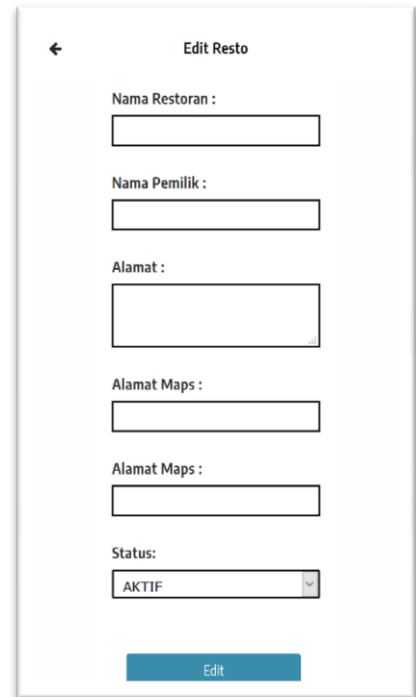 Edit Resto
Nama Restoran :
Nama Pemilik :
Alamat :
Alamat Maps :
Alamat Maps :
Status:
AKTIF
Edit